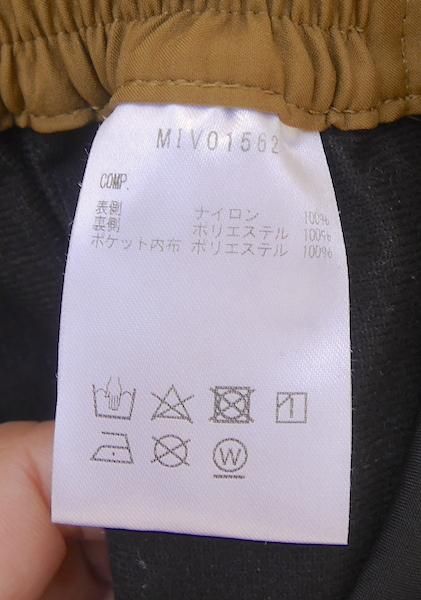 MIV01562
COMP.
表側 ナイロン 100%
裏側 ポリエステル 100%
ポケット内布 ポリエステル 100%
W